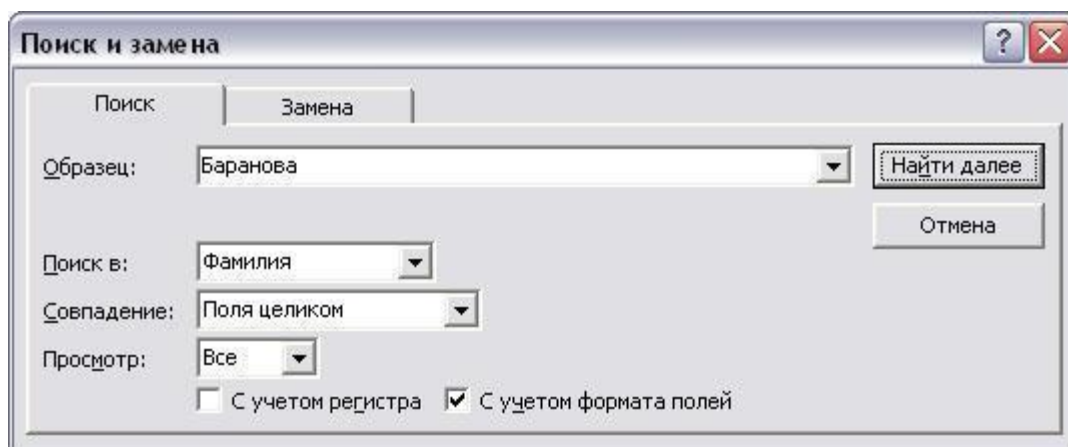 Поиск и замена
Поиск Замена
Образец: Баранова Найти далее
Отмена
Поиск в: Фамилия
Совпадение: Поля целиком
Просмотр: Все
С учетом регистра С учетом формата полей